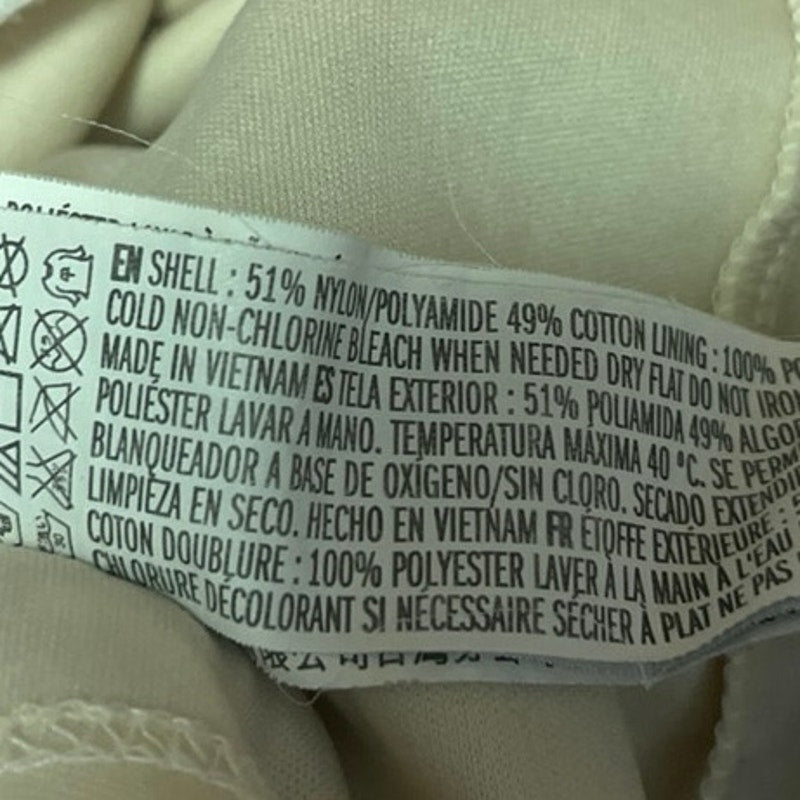 EN SHELL : 51% NYLON/POLYAMIDE 49% COTTON LINING : 100%
COLD NON-CHLORINE BLEACH WHEN NEEDED DRY FLAT DO NOT IRON
MADE IN VIETNAM ES TELA EXTERIOR : 51% POLIAMIDA 49%
POLIÉSTER LAVAR A MANO. TEMPERATURA MÁXIMA 40 °C. SE
BLANQUEADOR A BASE DE OXÍGENO/SIN CLORO. SECADO
LIMPIEZA EN SECO. HECHO EN VIETNAM FR ÉTOFFE EXTÉRIEURE :
COTON DOUBLURE : 100% POLYESTER LAVER À LA MAIN À L'EAU
CHLORURE DÉCOLORANT SI NÉCESSAIRE SÉCHER À PLAT NE PAS